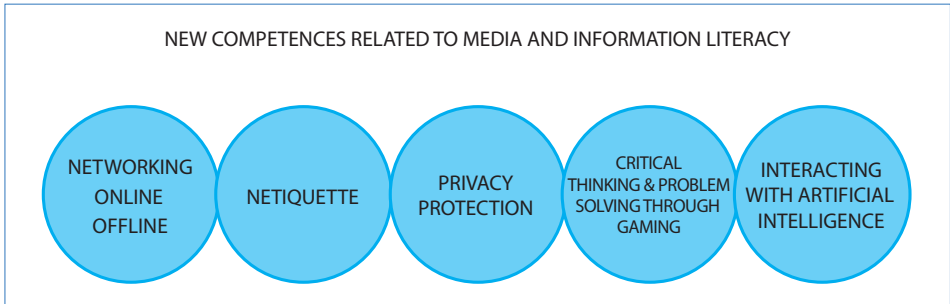 NEW COMPETENCES RELATED TO MEDIA AND INFORMATION LITERACY
NETWORKING
ONLINE
OFFLINE
NETIQUETTE
PRIVACY
PROTECTION
CRITICAL
THINKING & PROBLEM
SOLVING THROUGH
GAMING
INTERACTING
WITH ARTIFICIAL
INTELLIGENCE